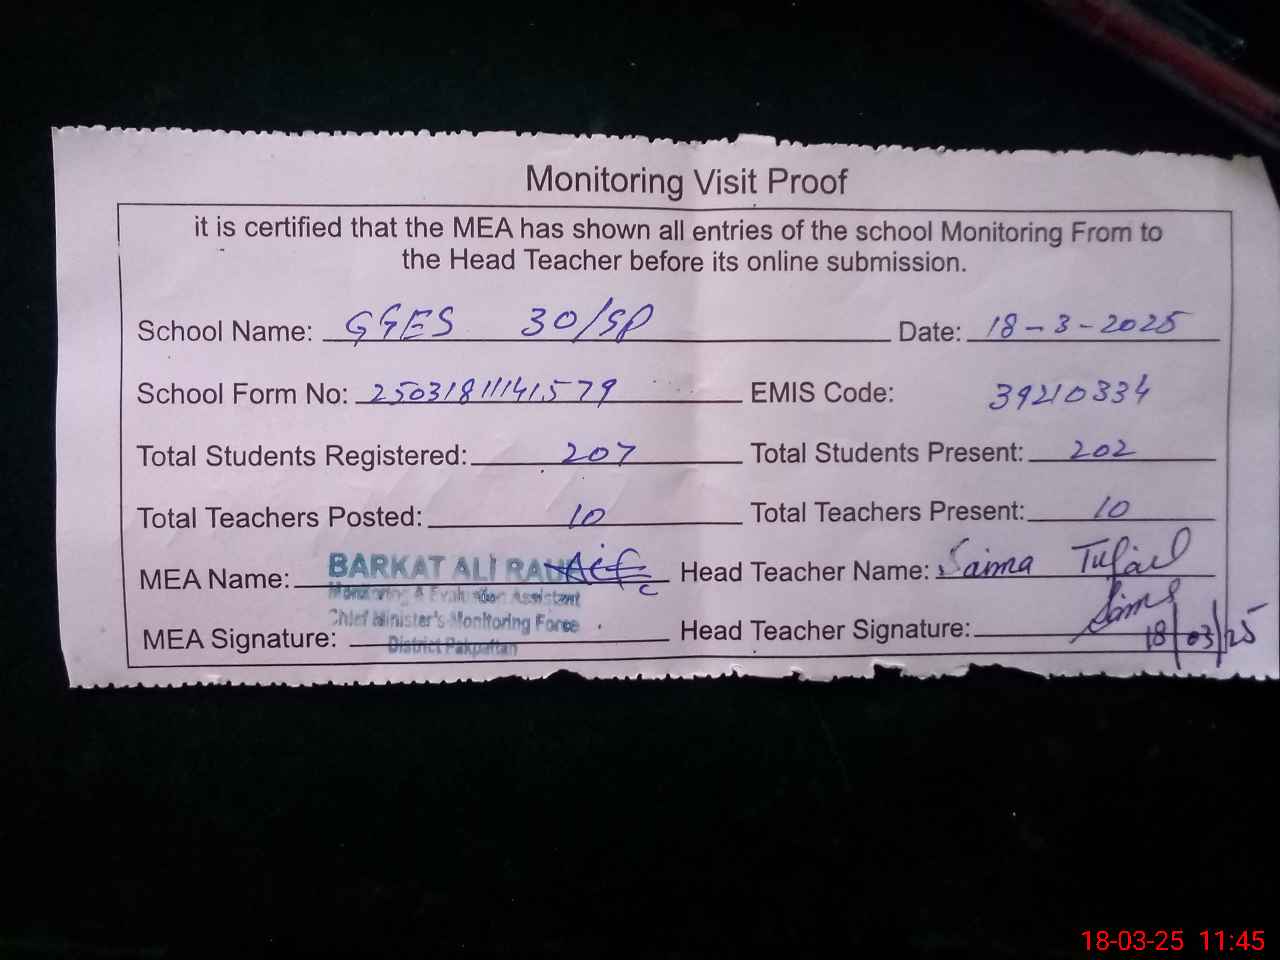 Monitoring Visit Proof
it is certified that the MEA has shown all entries of the school Monitoring From to
the Head Teacher before its online submission.
School Name: GGES 30/SP Date: 18-3-2025
School Form No: 25031811141579 EMIS Code: 39210334
Total Students Registered: 207 Total Students Present: 202
Total Teachers Posted: 10 Total Teachers Present: 10
MEA Name: BARKAT ALI Head Teacher Name: Saima Tufail
Monitoring & Evaluation Assistant
Chief Minister's Monitoring Force
MEA Signature: Head Teacher Signature: 18/03/25
District Pakpattan
18-03-25 11:45